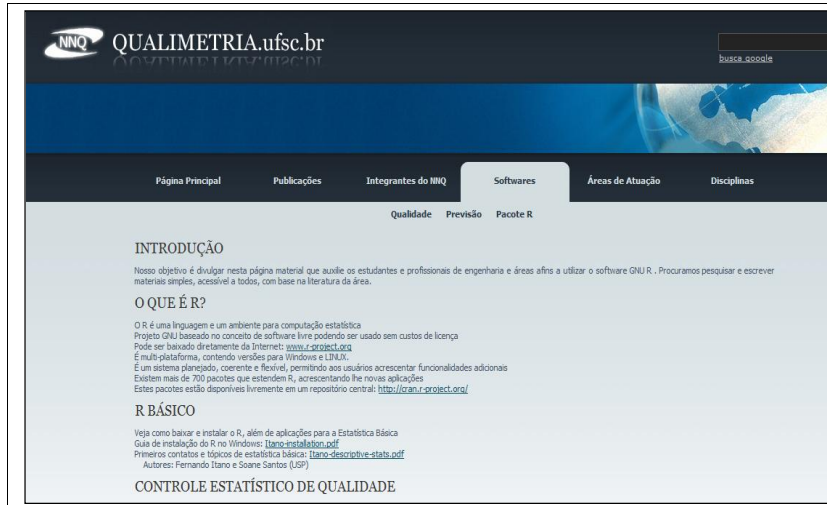 NNQ QUALIMETRIA.ufsc.br
busca google
Página Principal Publicações Integrantes do NNQ Softwares Áreas de Atuação Disciplinas
Qualidade Previsão Pacote R
INTRODUÇÃO
Nosso objetivo é divulgar nesta página material que auxilie os estudantes e profissionais de engenharia e áreas afins a utilizar o software GNU R . Procuramos pesquisar e escrever
materiais simples, acessível a todos, com base na literatura da área.
O QUE É R?
O R é uma linguagem e um ambiente para computação estatística
Projeto GNU baseado no conceito de software livre podendo ser usado sem custos de licença
Pode ser baixado diretamente da Internet: www.r-project.org
É multi-plataforma, contendo versões para Windows e LINUX.
É um sistema planejado, coerente e flexível, permitindo aos usuários acrescentar funcionalidades adicionais
Existem mais de 700 pacotes que estendem R, acrescentando lhe novas aplicações
Estes pacotes estão disponíveis livremente em um repositório central: http://cran.r-project.org/
R BÁSICO
Veja como baixar e instalar o R, além de aplicações para a Estatística Básica
Guia de instalação do R no Windows: Itano-installation.pdf
Primeiros contatos e tópicos de estatística básica: Itano-descriptive-stats.pdf
Autores: Fernando Itano e Soane Santos (USP)
CONTROLE ESTATÍSTICO DE QUALIDADE